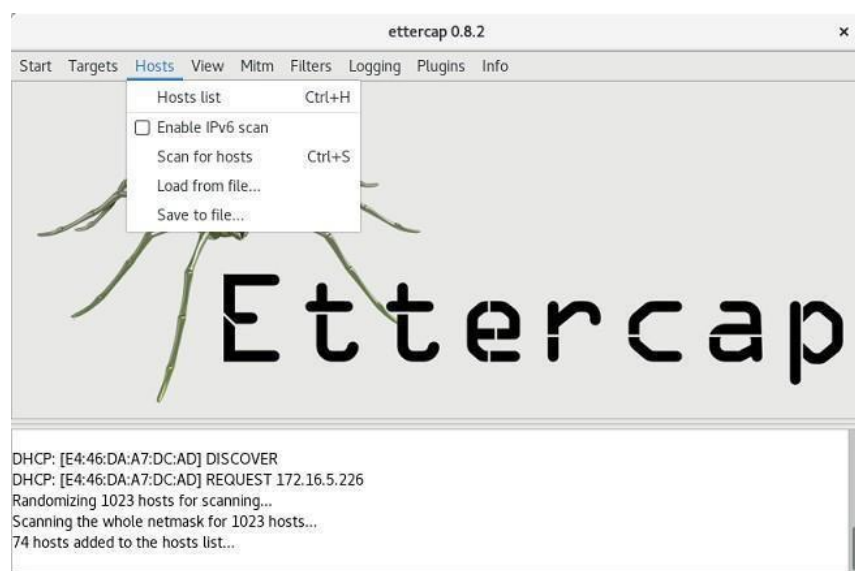 ettercap 0.8.2 ×
Start Targets Hosts View Mitm Filters Logging Plugins Info
Hosts list Ctrl+H
Enable IPv6 scan
Scan for hosts Ctrl+S
Load from file...
Save to file...
Ettercap
DHCP: [E4:46:DA:A7:DC:AD] DISCOVER
DHCP: [E4:46:DA:A7:DC:AD] REQUEST 172.16.5.226
Randomizing 1023 hosts for scanning...
Scanning the whole netmask for 1023 hosts...
74 hosts added to the hosts list...